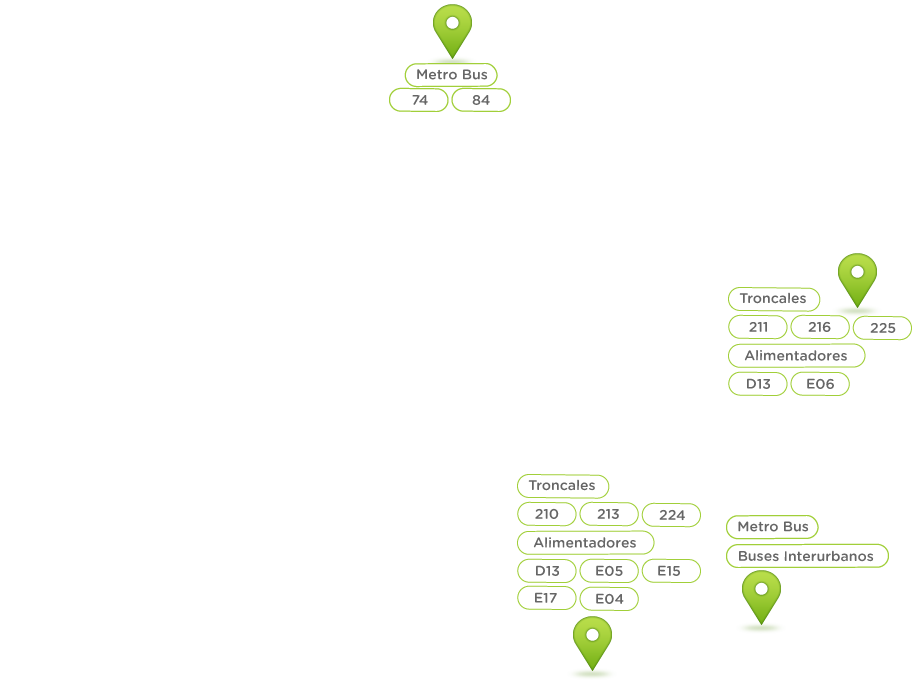 Metro Bus
74 84
Troncales
211 216 225
Alimentadores
D13 E06
Troncales
210 213 224
Alimentadores
D13 E05 E15
E17 E04
Metro Bus
Buses Interurbanos